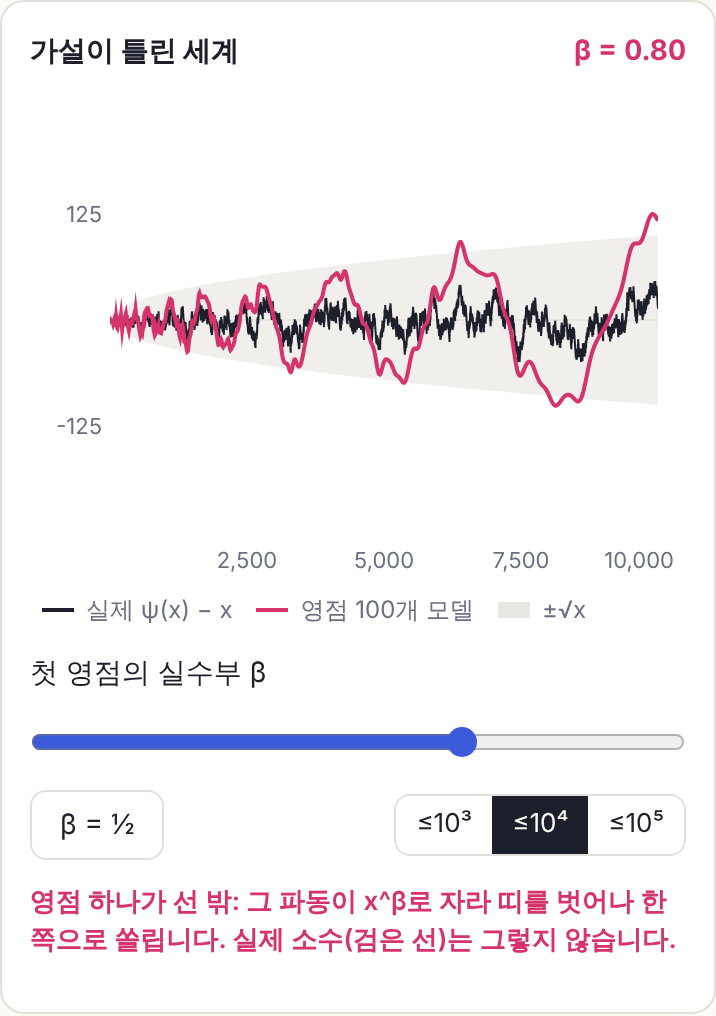 가설이 틀린 세계
β = 0.80
125
-125
2,500
5,000
7,500
10,000
실제 ψ(x) − x
영점 100개 모델
±√x
첫 영점의 실수부 β
β = ½
≤10³
≤10⁴
≤10⁵
영점 하나가 선 밖: 그 파동이 x^β로 자라 띠를 벗어나 한
쪽으로 쏠립니다. 실제 소수(검은 선)는 그렇지 않습니다.